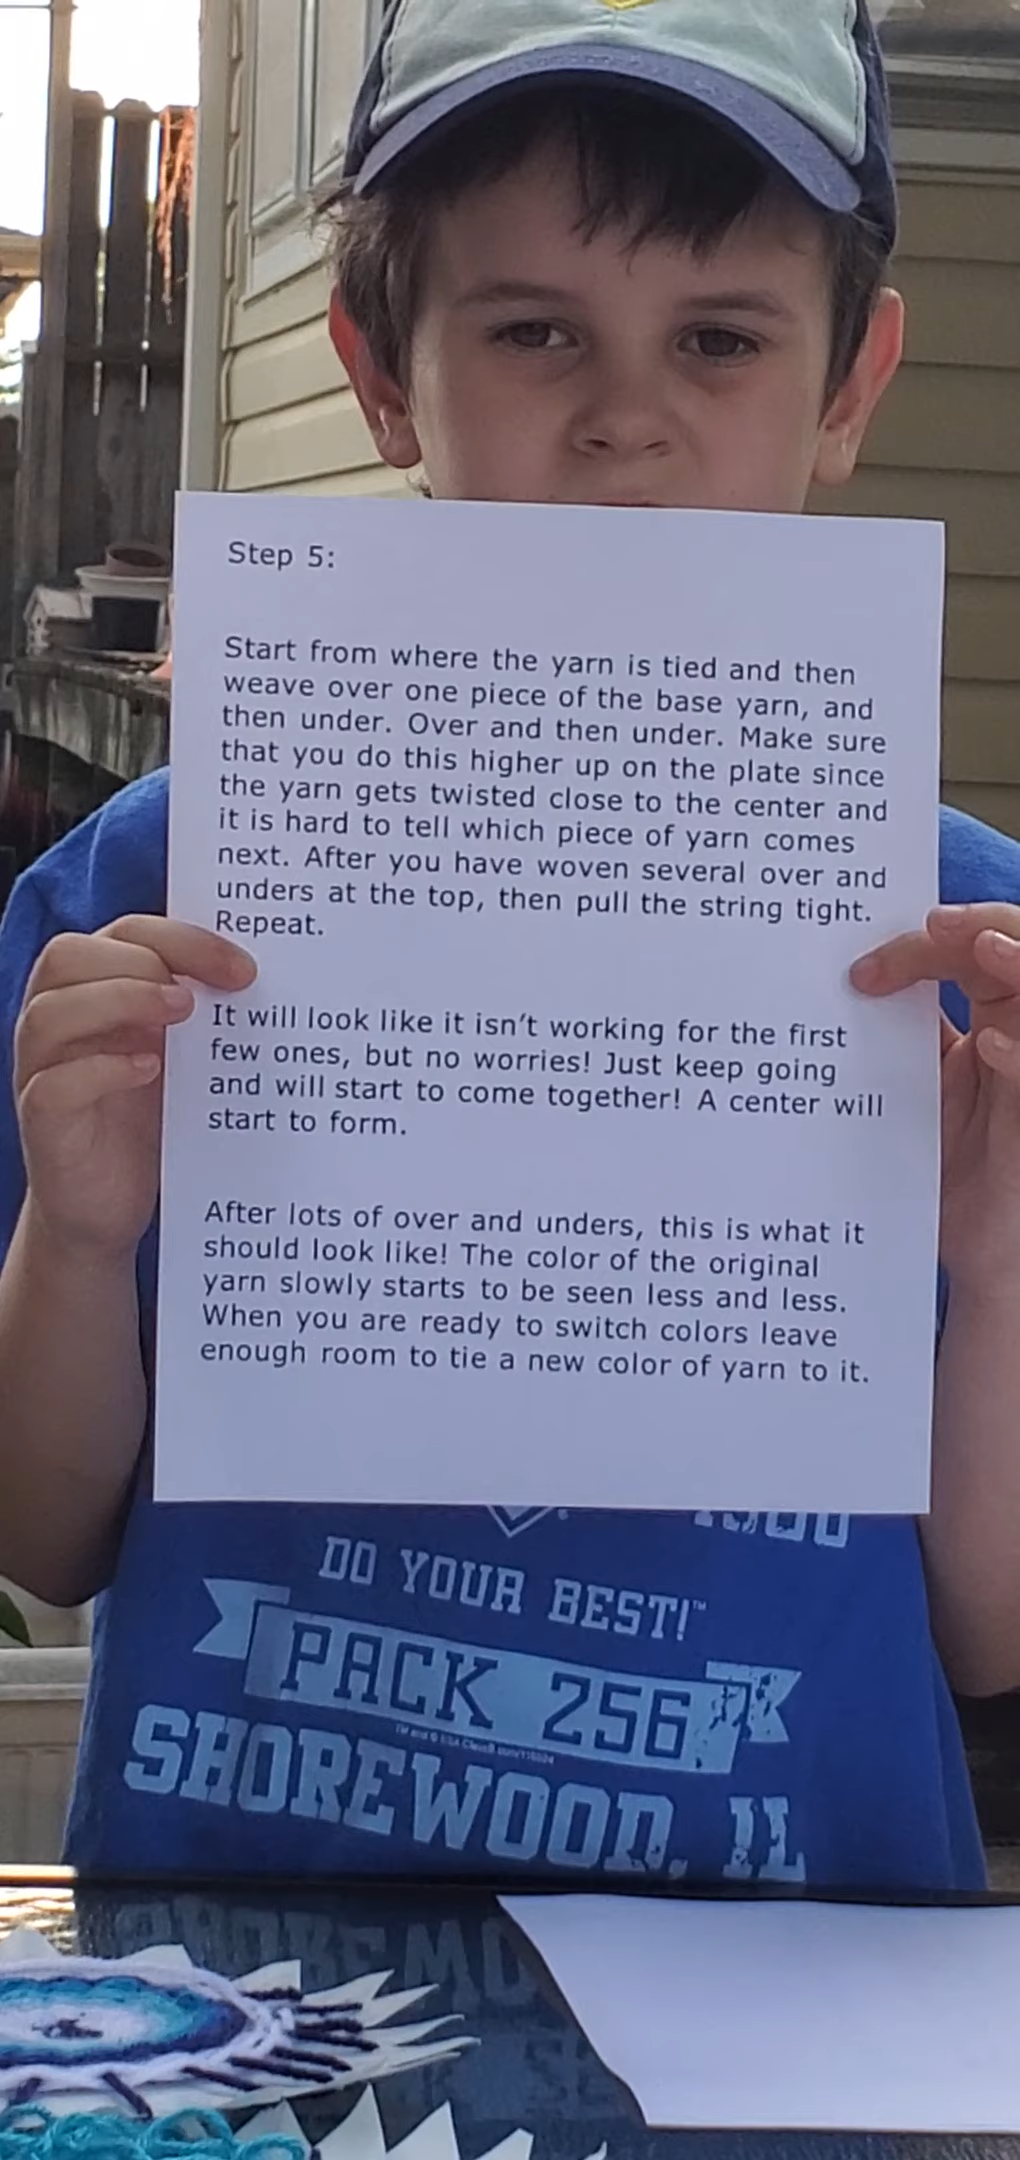 Step 5:
Start from where the yarn is tied and then
weave over one piece of the base yarn, and
then under. Over and then under. Make sure
that you do this higher up on the plate since
the yarn gets twisted close to the center and
it is hard to tell which piece of yarn comes
next. After you have woven several over and
unders at the top, then pull the string tight.
Repeat.
It will look like it isn't working for the first
few ones, but no worries! Just keep going
and will start to come together! A center will
start to form.
After lots of over and unders, this is what it
should look like! The color of the original
yarn slowly starts to be seen less and less.
When you are ready to switch colors leave
enough room to tie a new color of yarn to it.
DO YOUR BEST!™
PACK 256
SHOREWOOD, IL